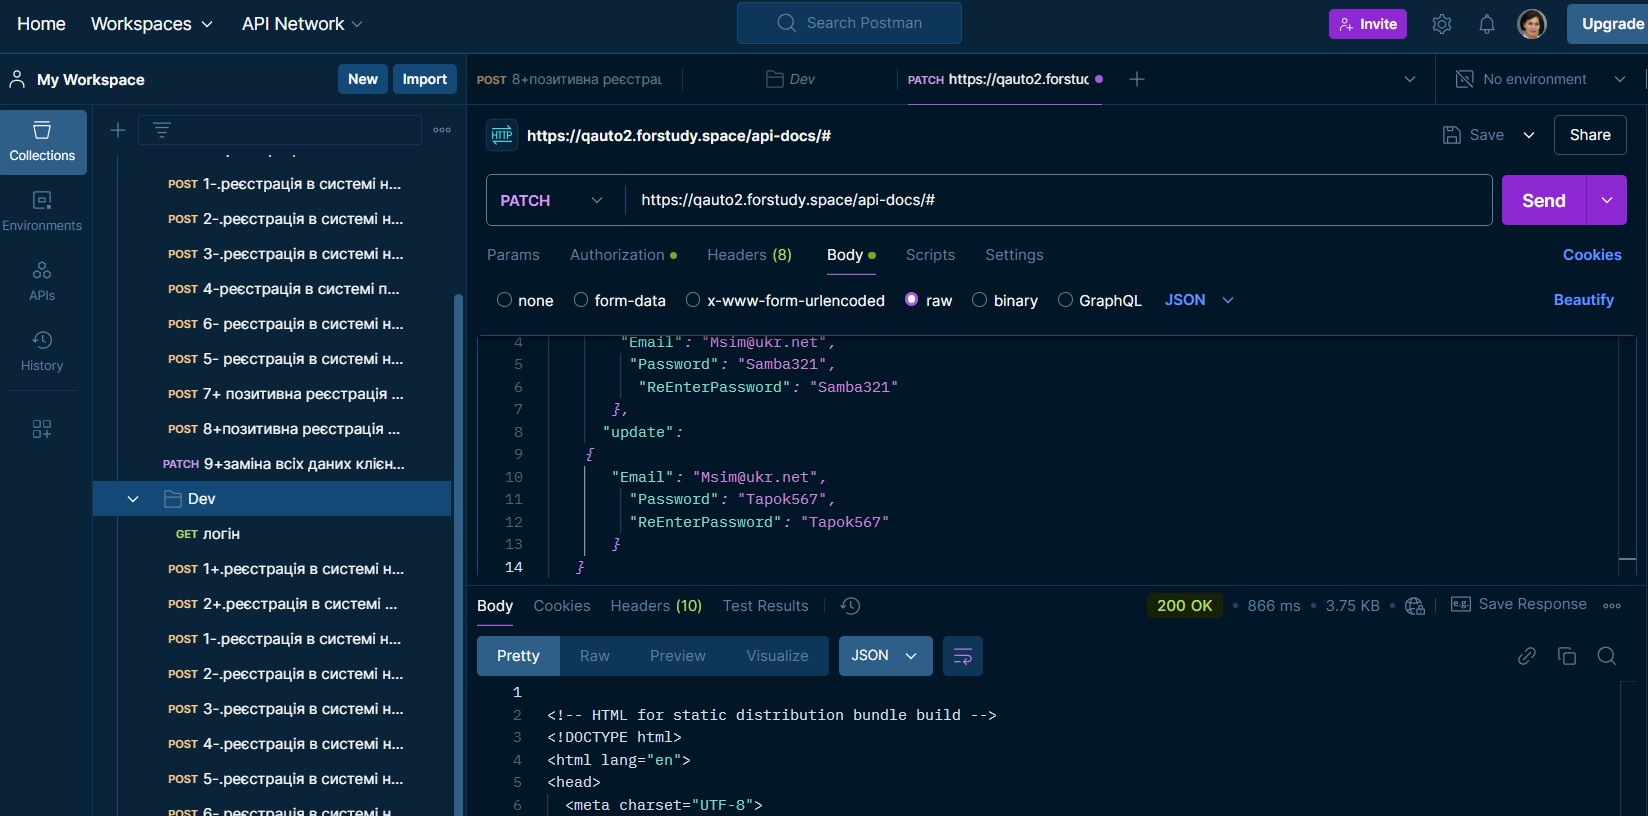 Home Workspaces API Network Search Postman Invite Upgrade
My Workspace New Import POST 8+позитивна реєстрац Dev PATCH https://qauto2.forstuc No environment
Collections
Environments
APIs
History
POST 1-.реєстрація в системі н...
POST 2-.реєстрація в системі н...
POST 3-.реєстрація в системі н...
POST 4-реєстрація в системі п...
POST 6- реєстрація в системі н...
POST 5- реєстрація в системі н...
POST 7+ позитивна реєстрація ...
POST 8+позитивна реєстрація ...
PATCH 9+заміна всіх даних клієн...
Dev
GET логін
POST 1+.реєстрація в системі н...
POST 2+.реєстрація в системі ...
POST 1-.реєстрація в системі н...
POST 2-.реєстрація в системі н...
POST 3-.реєстрація в системі н...
POST 4-.реєстрація в системі н...
POST 5-.реєстрація в системі н...
POST 6- реєстрація в системі н...
HTTP https://qauto2.forstudy.space/api-docs/# Save Share
PATCH https://qauto2.forstudy.space/api-docs/# Send
Params Authorization Headers (8) Body Scripts Settings Cookies
none form-data x-www-form-urlencoded raw binary GraphQL JSON Beautify
4 "Email": "Msim@ukr.net",
5 "Password": "Samba321",
6 "ReEnterPassword": "Samba321"
7 },
8 "update":
9 {
10 "Email": "Msim@ukr.net",
11 "Password": "Tapok567",
12 "ReEnterPassword": "Tapok567"
13 }
14 }
Body Cookies Headers (10) Test Results 200 OK • 866 ms • 3.75 KB • e.g. Save Response
Pretty Raw Preview Visualize JSON
1
2 <!-- HTML for static distribution bundle build -->
3 <!DOCTYPE html>
4 <html lang="en">
5 <head>
6 <meta charset="UTF-8">